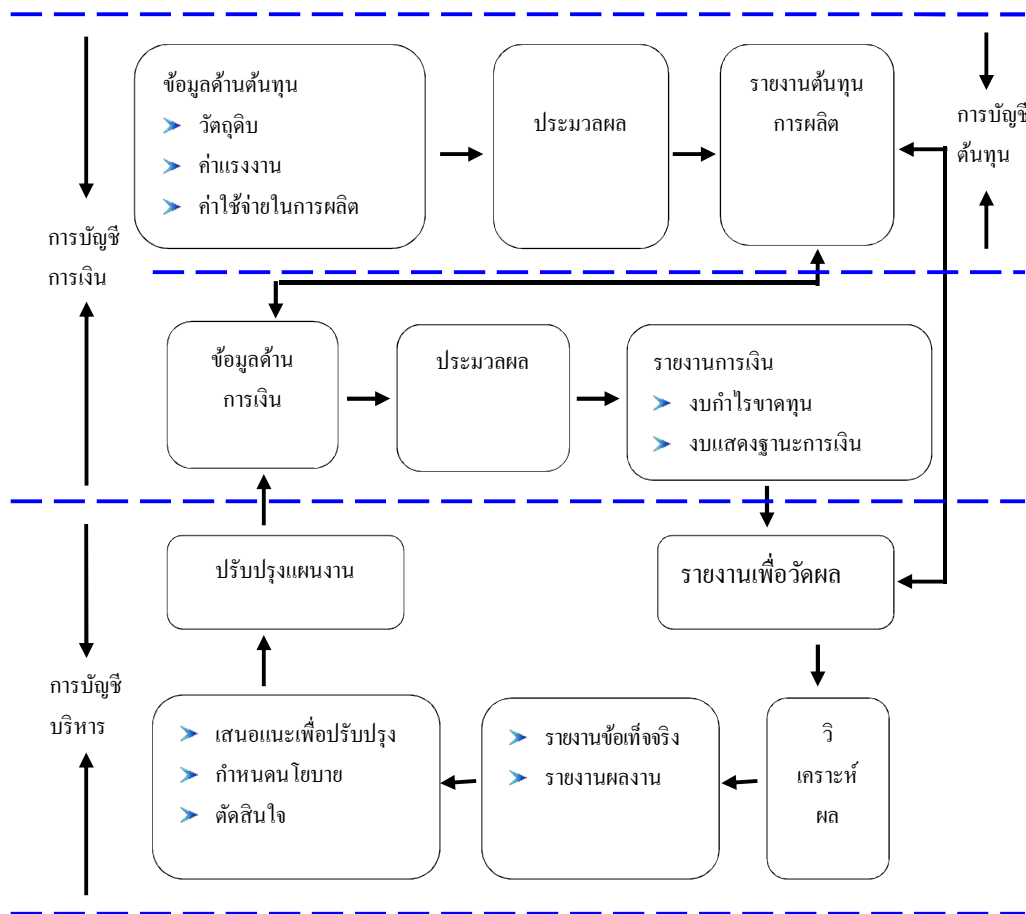 ข้อมูลด้านต้นทุน
วัตถุดิบ
ค่าแรงงาน
ค่าใช้จ่ายในการผลิต
ประมวลผล
รายงานต้นทุน
การผลิต
การบัญชี
ต้นทุน
การบัญชี
การเงิน
ข้อมูลด้าน
การเงิน
ประมวลผล
รายงานการเงิน
งบกำไรขาดทุน
งบแสดงฐานะการเงิน
ปรับปรุงแผนงาน
รายงานเพื่อวัดผล
การบัญชี
บริหาร
เสนอแนะเพื่อปรับปรุง
กำหนดนโยบาย
ตัดสินใจ
รายงานข้อเท็จจริง
รายงานผลงาน
วิ
เคราะห์
ผล